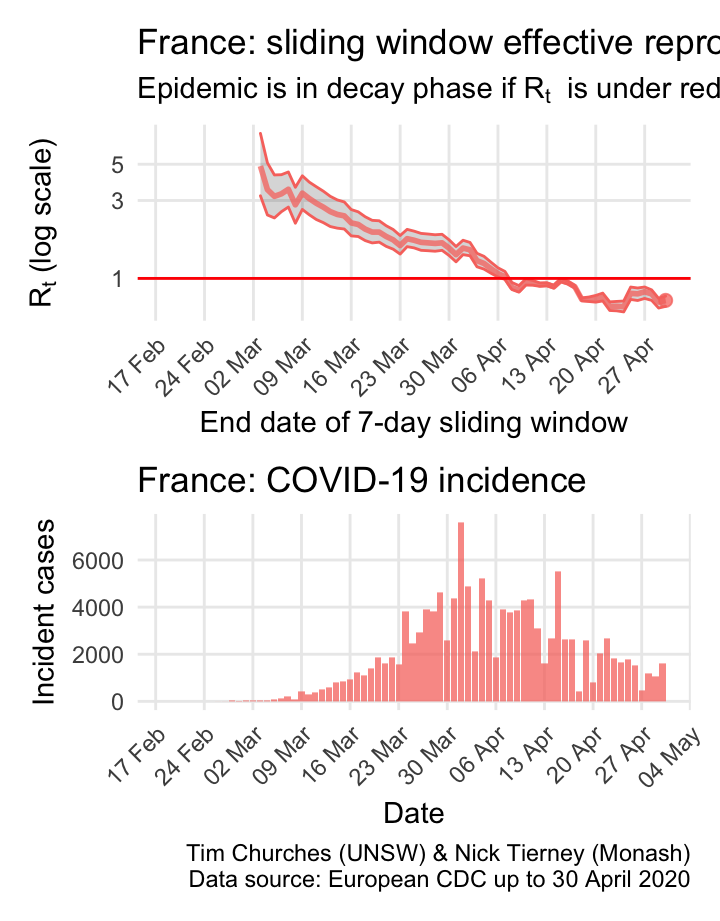 France: sliding window effective repro
Epidemic is in decay phase if Rt is under red
Rt (log scale)
5
3
1
17 Feb
24 Feb
02 Mar
09 Mar
16 Mar
23 Mar
30 Mar
06 Apr
13 Apr
20 Apr
27 Apr
End date of 7-day sliding window
France: COVID-19 incidence
Incident cases
6000
4000
2000
0
17 Feb
24 Feb
02 Mar
09 Mar
16 Mar
23 Mar
30 Mar
06 Apr
13 Apr
20 Apr
27 Apr
04 May
Date
Tim Churches (UNSW) & Nick Tierney (Monash)
Data source: European CDC up to 30 April 2020